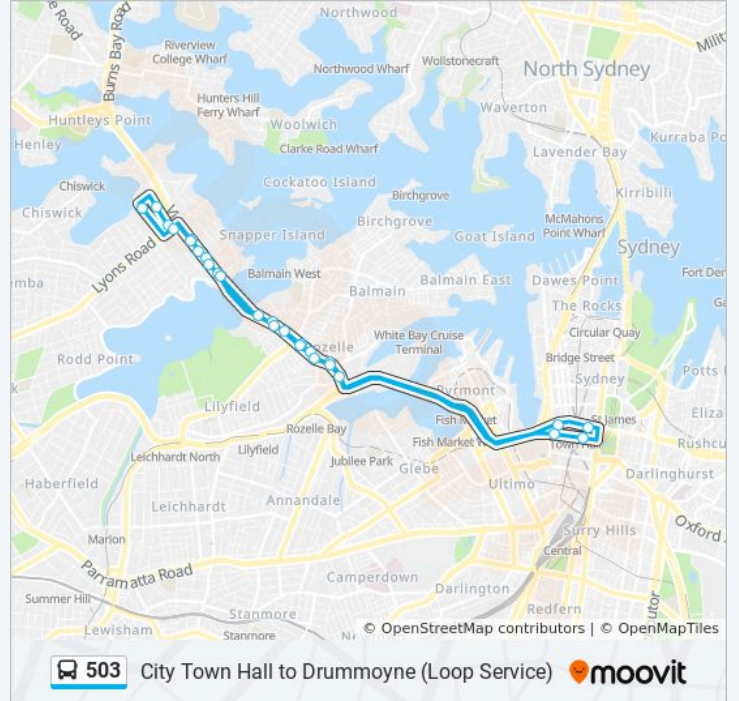 Northwood
Burns Bay Road
Riverview
College Wharf
Wollstonecraft
Northwood Wharf
North Sydney
Hunters Hill
Ferry Wharf
Waverton
Huntleys Point
Woolwich
Kurraba Po
Henley
Clarke Road Wharf
Lavender Bay
Chiswick
Cockatoo Island
Birchgrove
Kirribilli
Chiswick
Birchgrove
McMahons
Point Wharf
Snapper Island
Goat Island
Sydney
Lyons Road
Balmain West
Balmain East
Dawes Point
Fort Den
Balmain
The Rocks
White Bay Cruise
Terminal
Circular Quay
Rodd Point
Bridge Street
Sydney
Potts
Pyrmont
Lilyfield
Eliza
Rozelle Bay
Fish Market
St James
Leichhardt North
Lilyfield
Fish Market
Town Hall
Rushcu
Jubilee Park
Glebe
Haberfield
Ultimo
Darlinghurst
Leichhardt
Annandale
Surry Hills
Oxford
Marion
Central
Parramatta Road
Camperdown
Darlington
Summer Hill
Stanmore
Redfern
Lewisham
Stanmore
© OpenStreetMap contributors | © OpenMapTiles
503 City Town Hall to Drummoyne (Loop Service) moovit